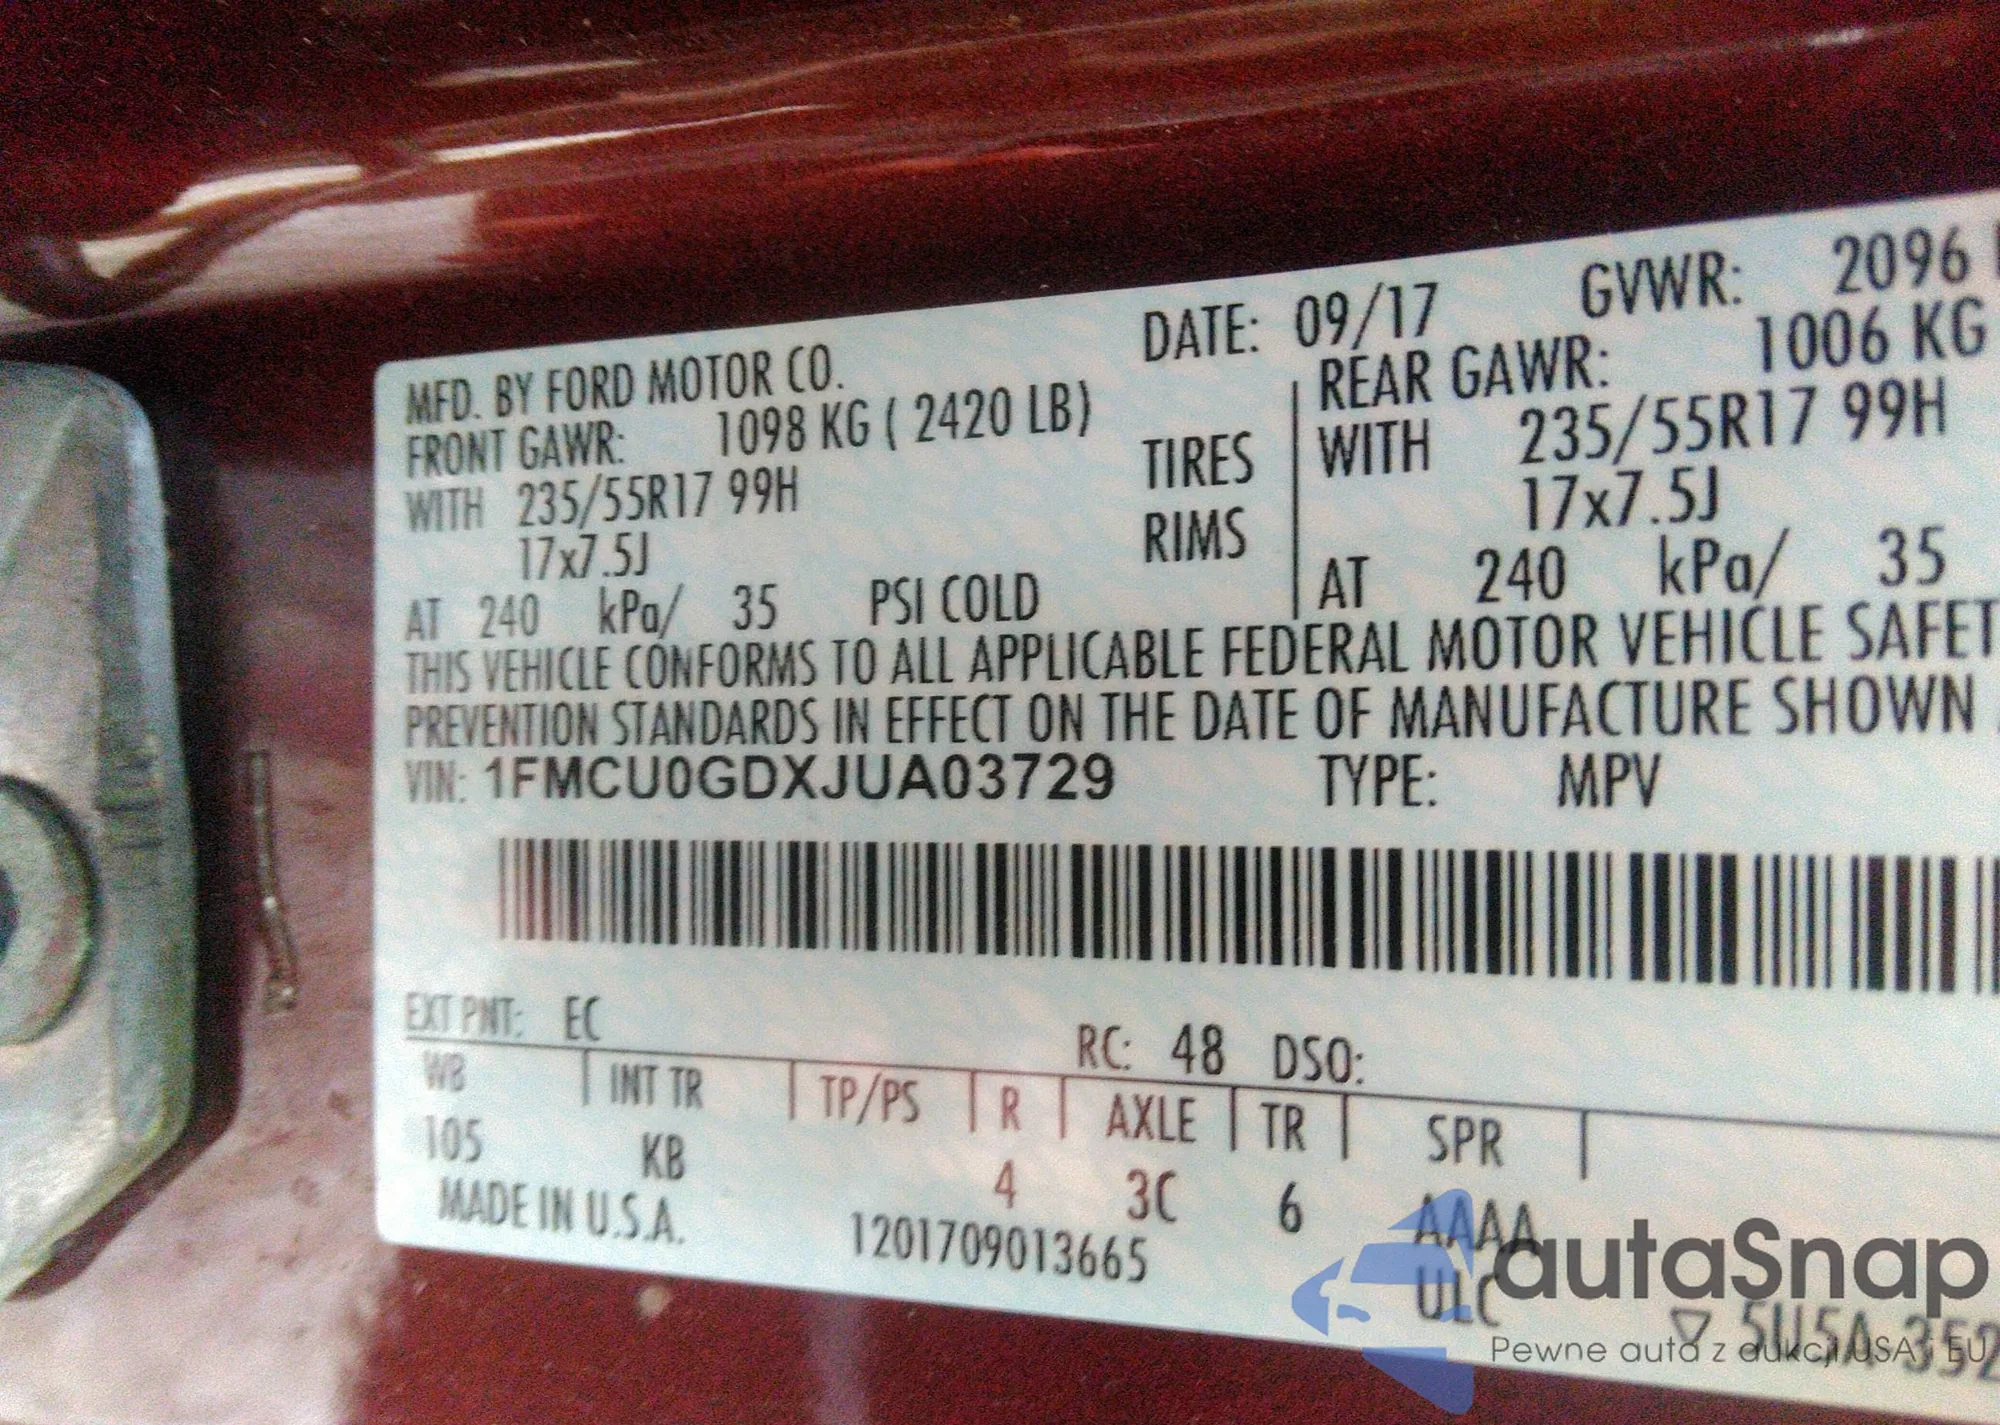 MFD. BY FORD MOTOR CO. DATE: 09/17 GVWR: 2096
FRONT GAWR: 1098 KG ( 2420 LB) REAR GAWR: 1006 KG
WITH 235/55R17 99H TIRES WITH 235/55R17 99H
17x7.5J RIMS 17x7.5J
AT 240 kPa/ 35 PSI COLD AT 240 kPa/ 35
THIS VEHICLE CONFORMS TO ALL APPLICABLE FEDERAL MOTOR VEHICLE SAFET
PREVENTION STANDARDS IN EFFECT ON THE DATE OF MANUFACTURE SHOWN
VIN: 1FMCU0GDXJUA03729 TYPE: MPV
EXT PNT: EC RC: 48 DSO:
WB INT TR TP/PS R AXLE TR SPR
105 KB 4 3C 6 AAAA
MADE IN U.S.A. 1201709013665 ULC
5U5A 352
autaSnap
Pewne auta z aukcji USA i EU